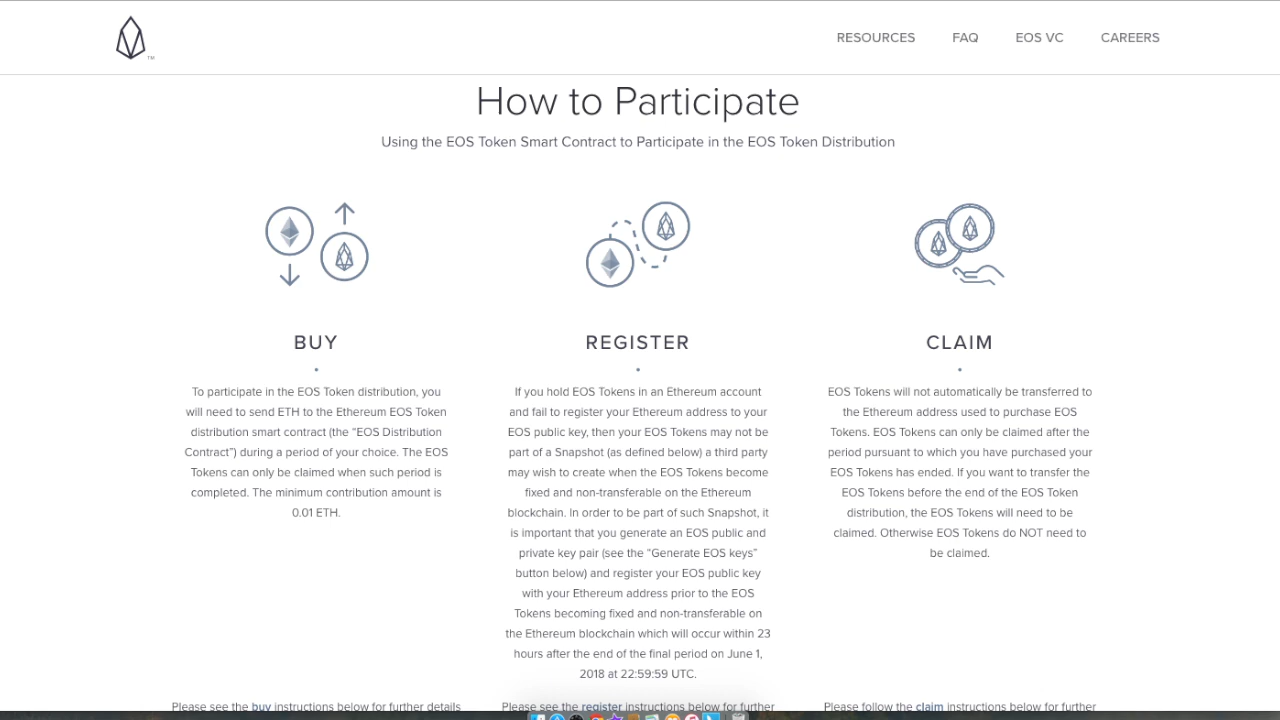 RESOURCES FAQ EOS VC CAREERS
TM
How to Participate
Using the EOS Token Smart Contract to Participate in the EOS Token Distribution
BUY
To participate in the EOS Token distribution, you
will need to send ETH to the Ethereum EOS Token
distribution smart contract (the “EOS Distribution
Contract”) during a period of your choice. The EOS
Tokens can only be claimed when such period is
completed. The minimum contribution amount is
0.01 ETH.
Please see the buy instructions below for further details
REGISTER
If you hold EOS Tokens in an Ethereum account
and fail to register your Ethereum address to your
EOS public key, then your EOS Tokens may not be
part of a Snapshot (as defined below) a third party
may wish to create when the EOS Tokens become
fixed and non-transferable on the Ethereum
blockchain. In order to be part of such Snapshot, it
is important that you generate an EOS public and
private key pair (see the “Generate EOS keys”
button below) and register your EOS public key
with your Ethereum address prior to the EOS
Tokens becoming fixed and non-transferable on
the Ethereum blockchain which will occur within 23
hours after the end of the final period on June 1,
2018 at 22:59:59 UTC.
Please see the register instructions below for further
CLAIM
EOS Tokens will not automatically be transferred to
the Ethereum address used to purchase EOS
Tokens. EOS Tokens can only be claimed after the
period pursuant to which you have purchased your
EOS Tokens has ended. If you want to transfer the
EOS Tokens before the end of the EOS Token
distribution, the EOS Tokens will need to be
claimed. Otherwise EOS Tokens do NOT need to
be claimed.
Please follow the claim instructions below for further